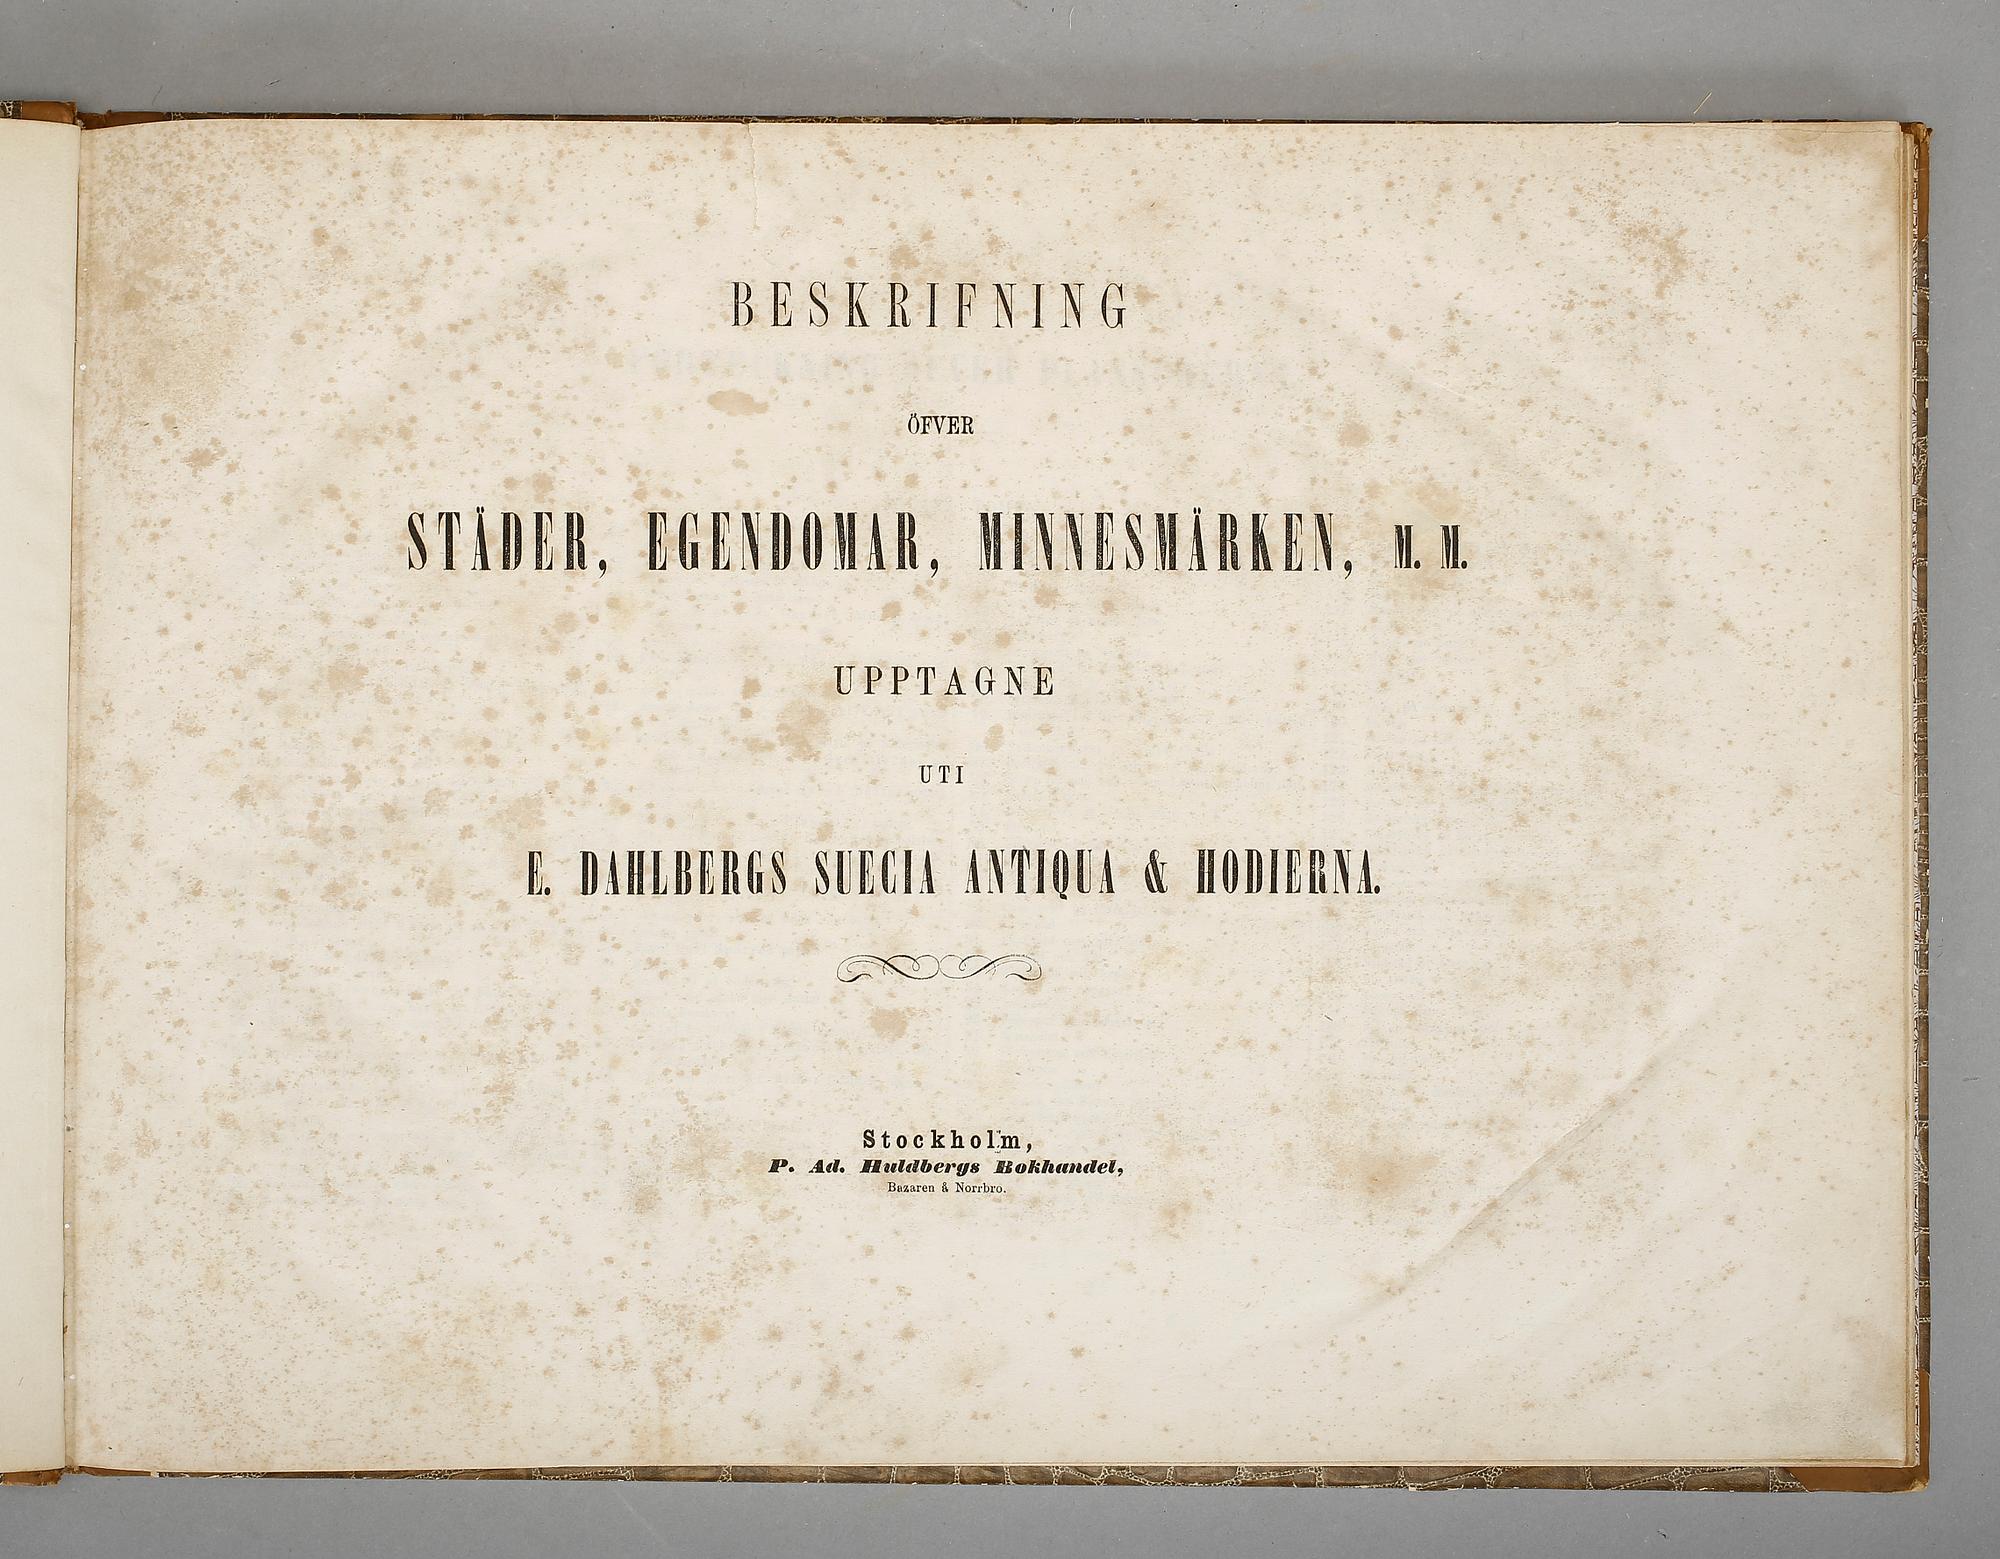 BESKRIFNING
ÖFVER
STÄDER, EGENDOMAR, MINNESMÄRKEN, M. M.
UPPTAGNE
UTI
E. DAHLBERGS SUECIA ANTIQUA & HODIERNA.
Stockholm,
P. Ad. Huldbergs Bokhandel,
Bazaren å Norrbro.